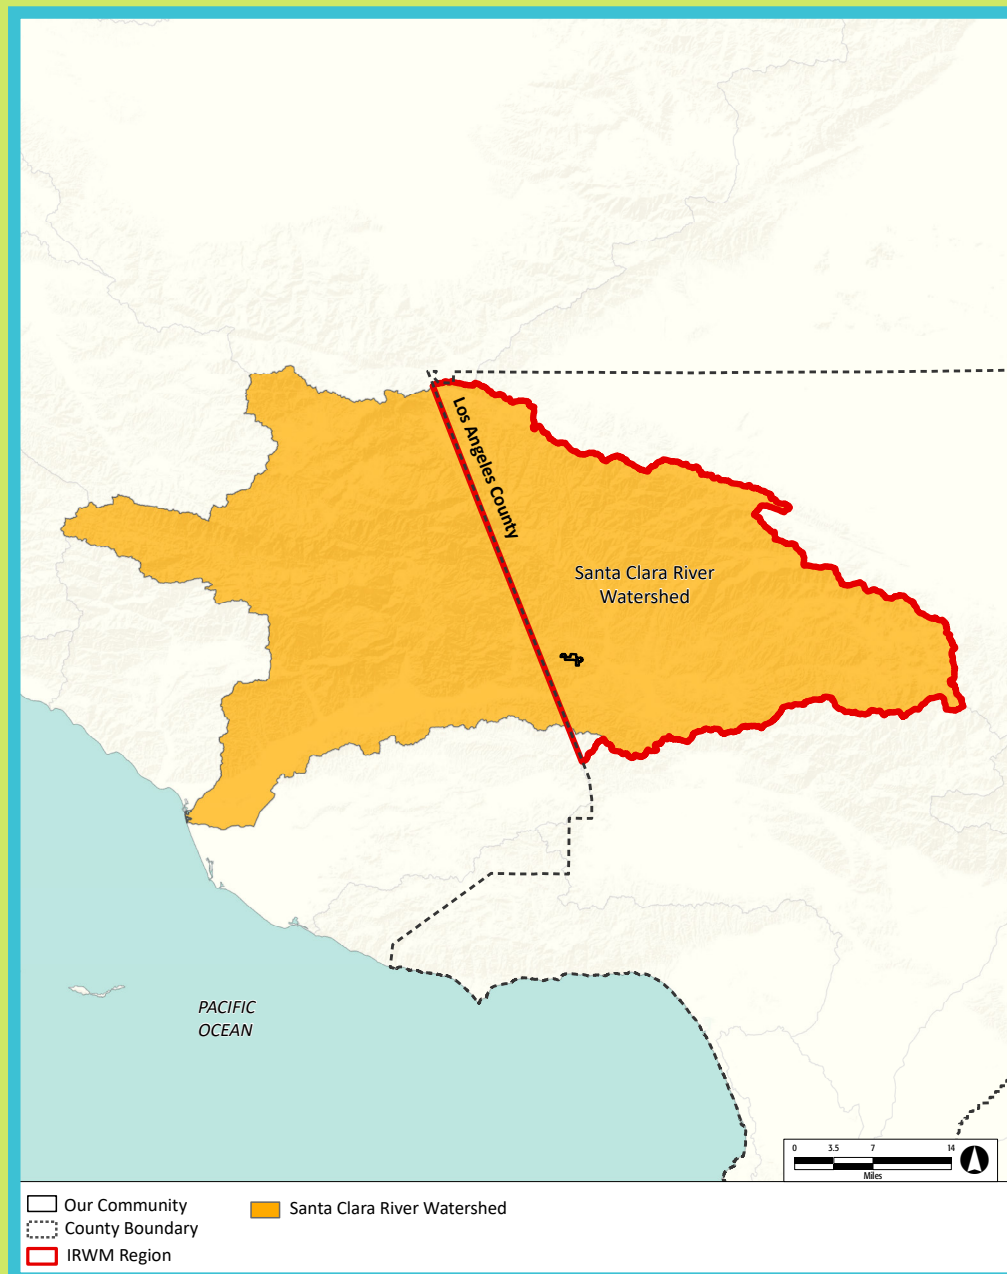 Los Angeles County
Santa Clara River
Watershed
PACIFIC
OCEAN
0 3.5 7 14
Miles
Our Community
County Boundary
IRWM Region
Santa Clara River Watershed